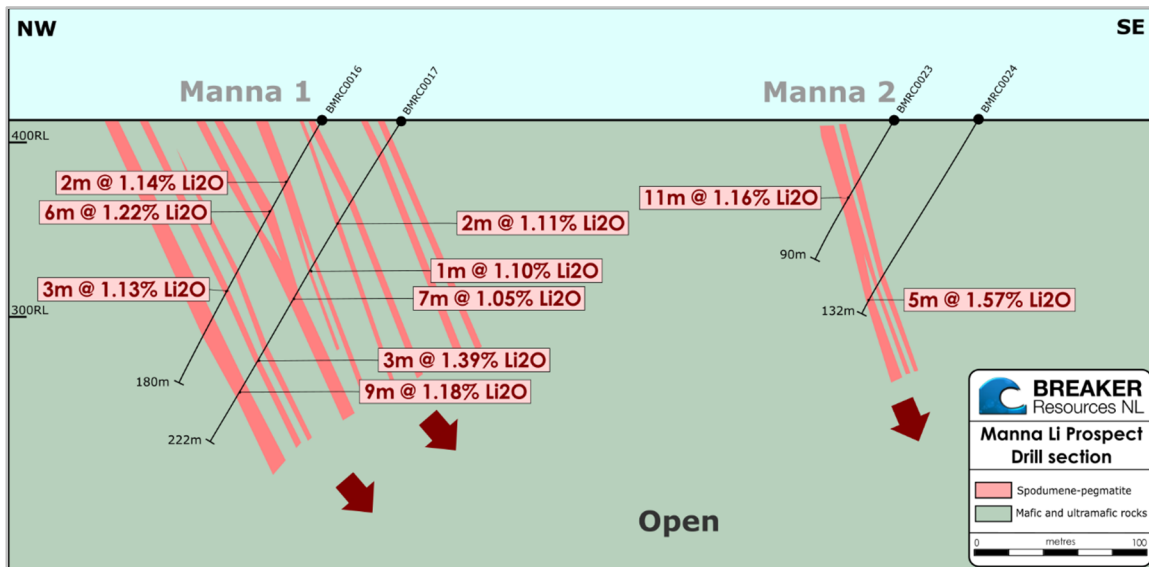 NW
SE
Manna 1
BMRC0016
BMRC0017
Manna 2
BMRC0023
BMRC0024
400RL
2m @ 1.14% Li2O
6m @ 1.22% Li2O
11m @ 1.16% Li2O
2m @ 1.11% Li2O
90m
1m @ 1.10% Li2O
3m @ 1.13% Li2O
7m @ 1.05% Li2O
5m @ 1.57% Li2O
300RL
132m
3m @ 1.39% Li2O
180m
9m @ 1.18% Li2O
222m
Open
BREAKER
Resources NL
Manna Li Prospect
Drill section
Spodumene-pegmatite
Mafic and ultramafic rocks
0 metres 100